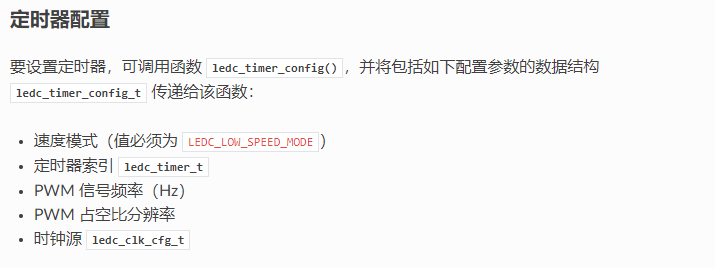 定时器配置
要设置定时器，可调用函数 ledc_timer_config()，并将包括如下配置参数的数据结构
ledc_timer_config_t 传递给该函数：
• 速度模式（值必须为 LEDC_LOW_SPEED_MODE）
• 定时器索引 ledc_timer_t
• PWM 信号频率（Hz）
• PWM 占空比分辨率
• 时钟源 ledc_clk_cfg_t